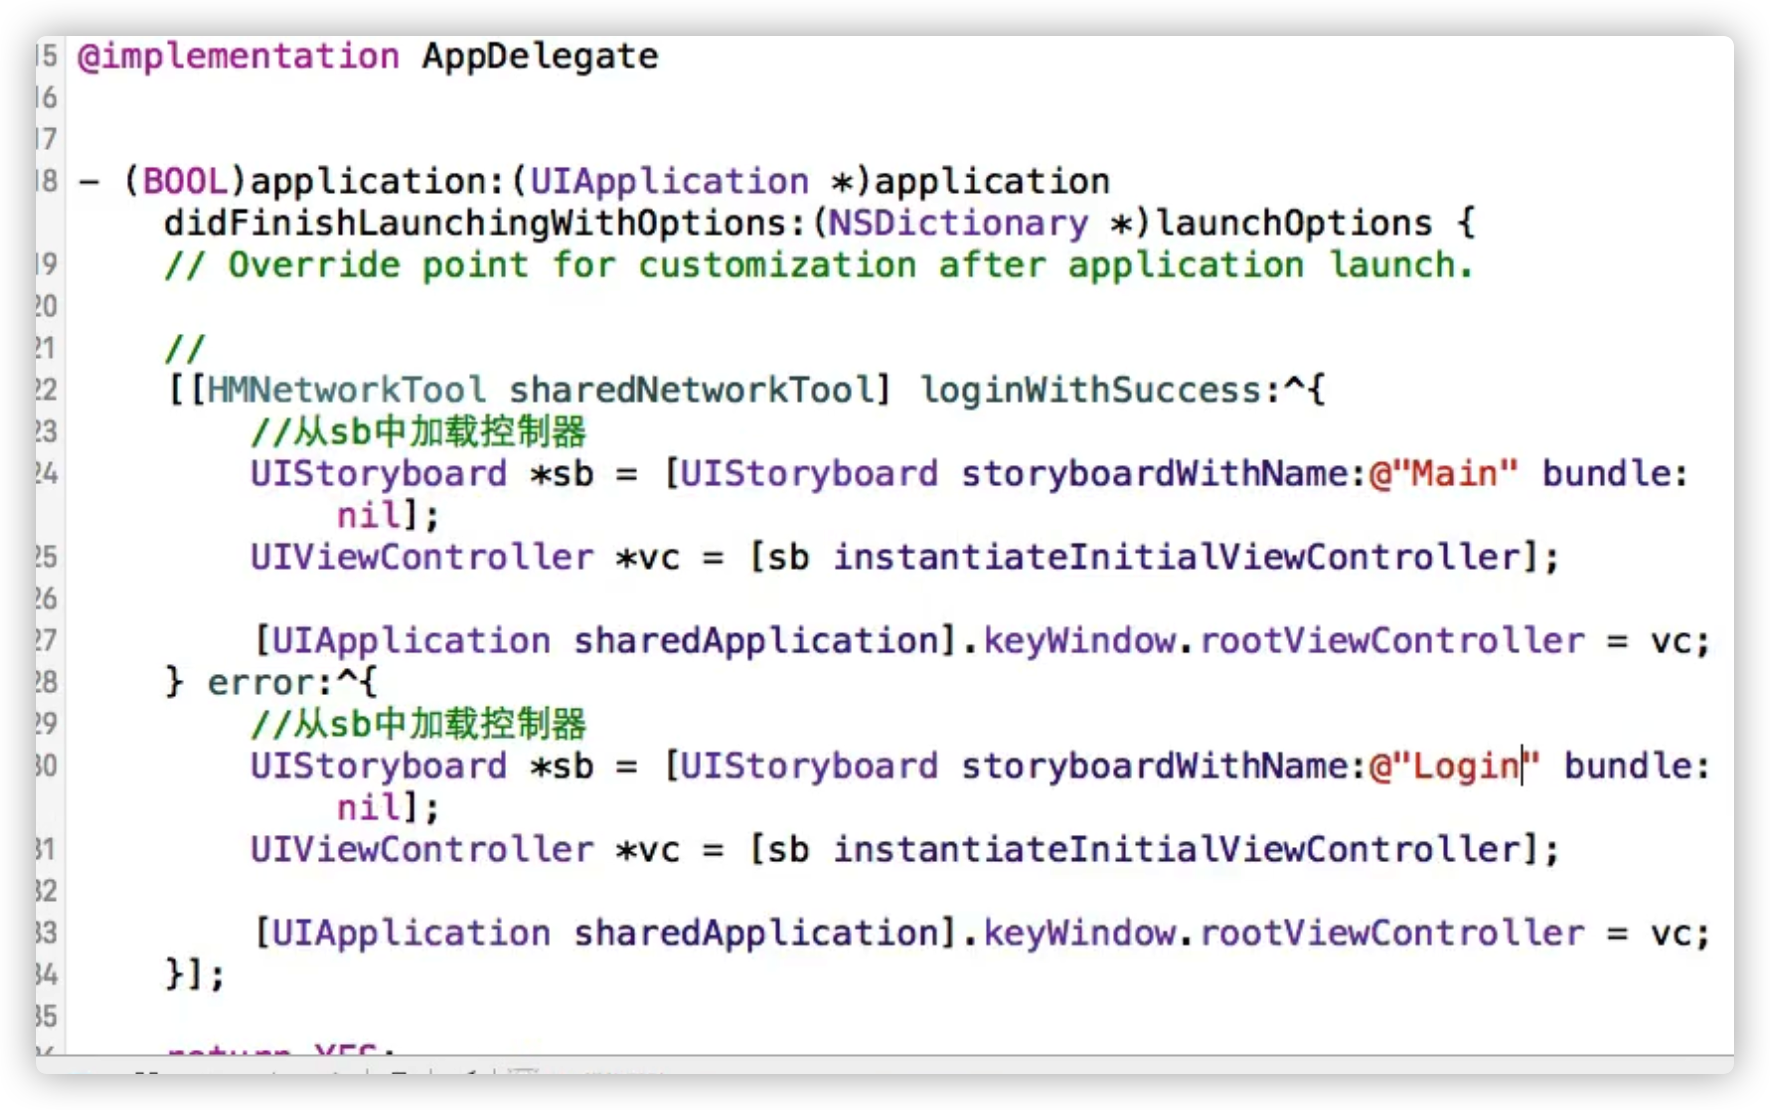 15 @implementation AppDelegate
16
17
18 - (BOOL)application:(UIApplication *)application
didFinishLaunchingWithOptions:(NSDictionary *)launchOptions {
19 // Override point for customization after application launch.
20
21 //
22 [[HMNetworkTool sharedNetworkTool] loginWithSuccess:^{
23 //从sb中加载控制器
24 UIStoryboard *sb = [UIStoryboard storyboardWithName:@"Main" bundle:
nil];
25 UIViewController *vc = [sb instantiateInitialViewController];
26
27 [UIApplication sharedApplication].keyWindow.rootViewController = vc;
28 } error:^{
29 //从sb中加载控制器
30 UIStoryboard *sb = [UIStoryboard storyboardWithName:@"Login" bundle:
nil];
31 UIViewController *vc = [sb instantiateInitialViewController];
32
33 [UIApplication sharedApplication].keyWindow.rootViewController = vc;
34 }];
35
return YES;